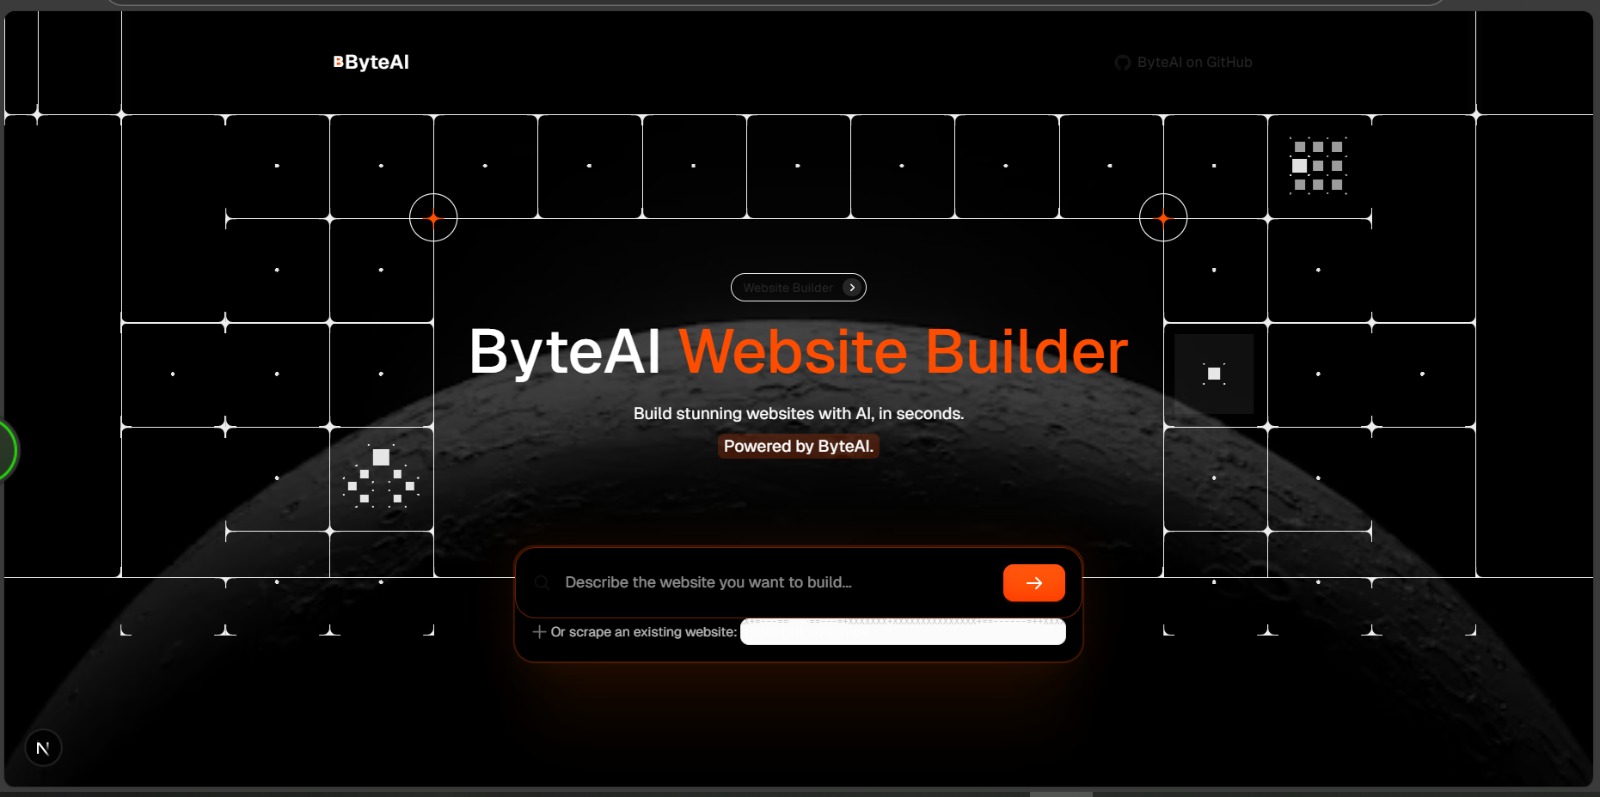 BByteAI
ByteAI on GitHub
Website Builder
ByteAI Website Builder
Build stunning websites with AI, in seconds.
Powered by ByteAI.
Describe the website you want to build...
Or scrape an existing website:
N